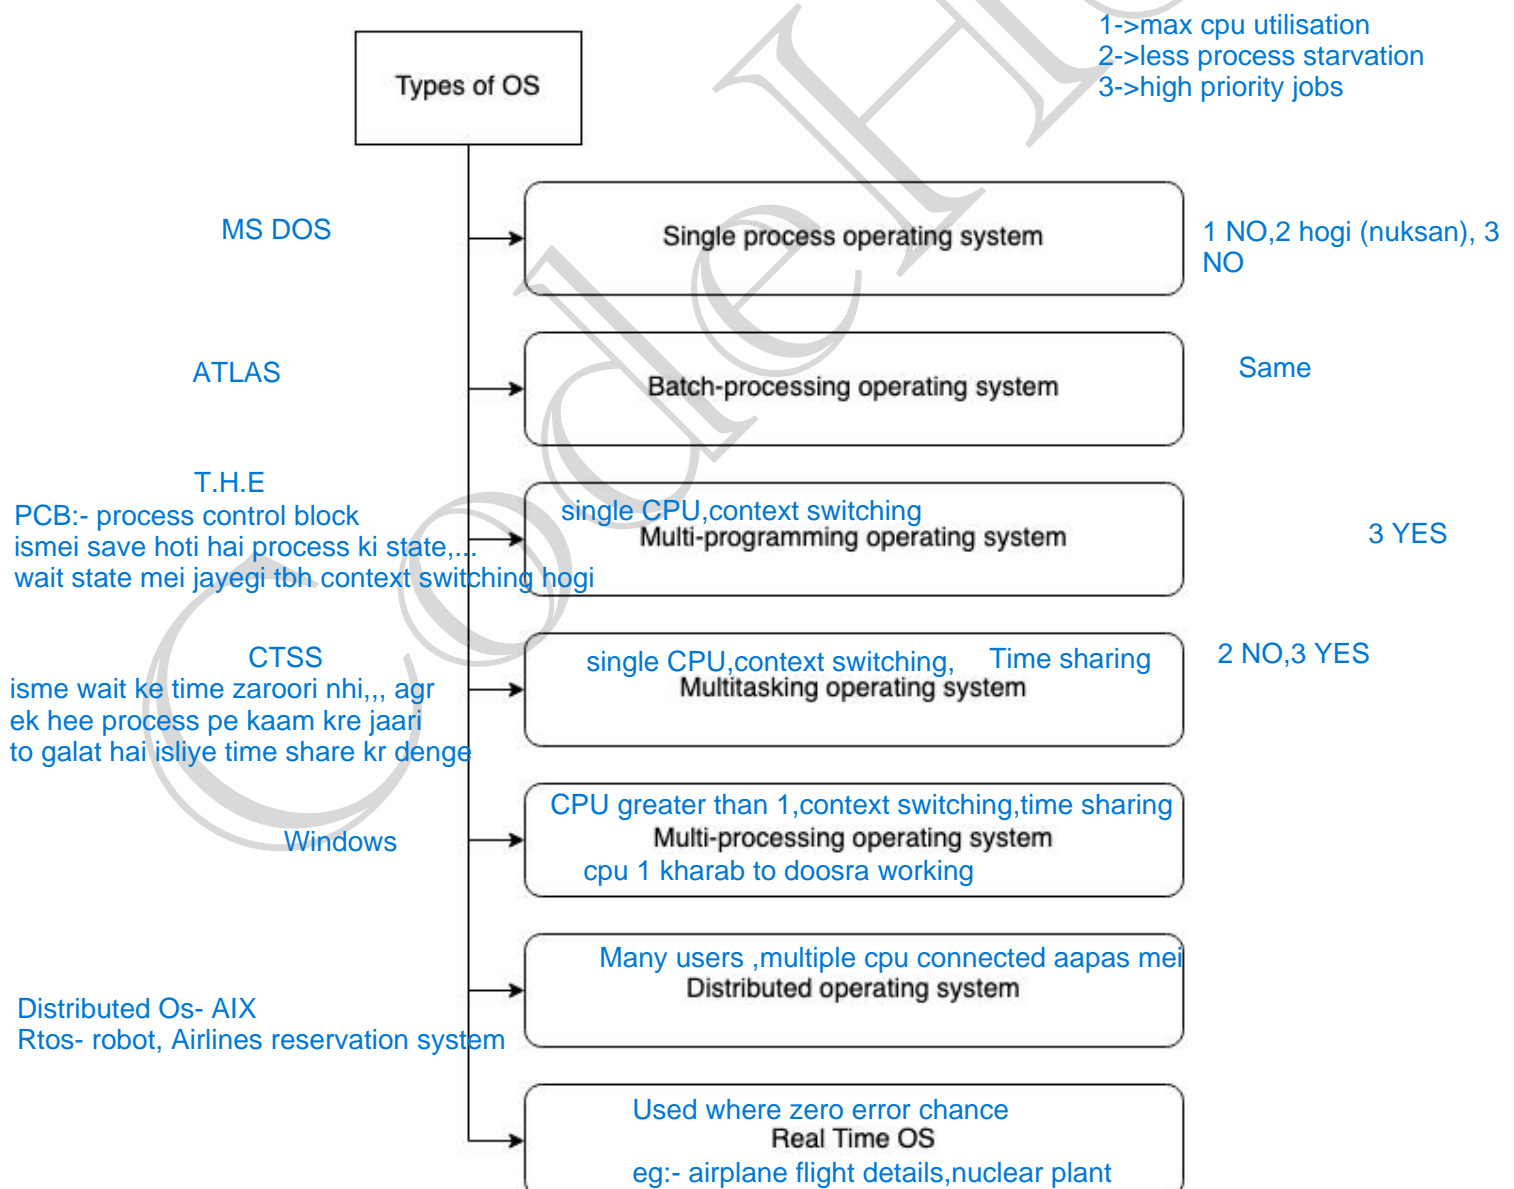 1->max cpu utilisation
2->less process starvation
3->high priority jobs
Types of OS
MS DOS
Single process operating system
1 NO,2 hogi (nuksan), 3
NO
ATLAS
Batch-processing operating system
Same
T.H.E
PCB:- process control block
ismei save hoti hai process ki state,...
wait state mei jayegi tbh context switching hogi
single CPU,context switching
Multi-programming operating system
3 YES
CTSS
isme wait ke time zaroori nhi,,, agr
ek hee process pe kaam kre jaari
to galat hai isliye time share kr denge
single CPU,context switching, Time sharing
Multitasking operating system
2 NO,3 YES
Windows
CPU greater than 1,context switching,time sharing
Multi-processing operating system
cpu 1 kharab to doosra working
Many users ,multiple cpu connected aapas mei
Distributed operating system
Distributed Os- AIX
Rtos- robot, Airlines reservation system
Used where zero error chance
Real Time OS
eg:- airplane flight details,nuclear plant
CodeH